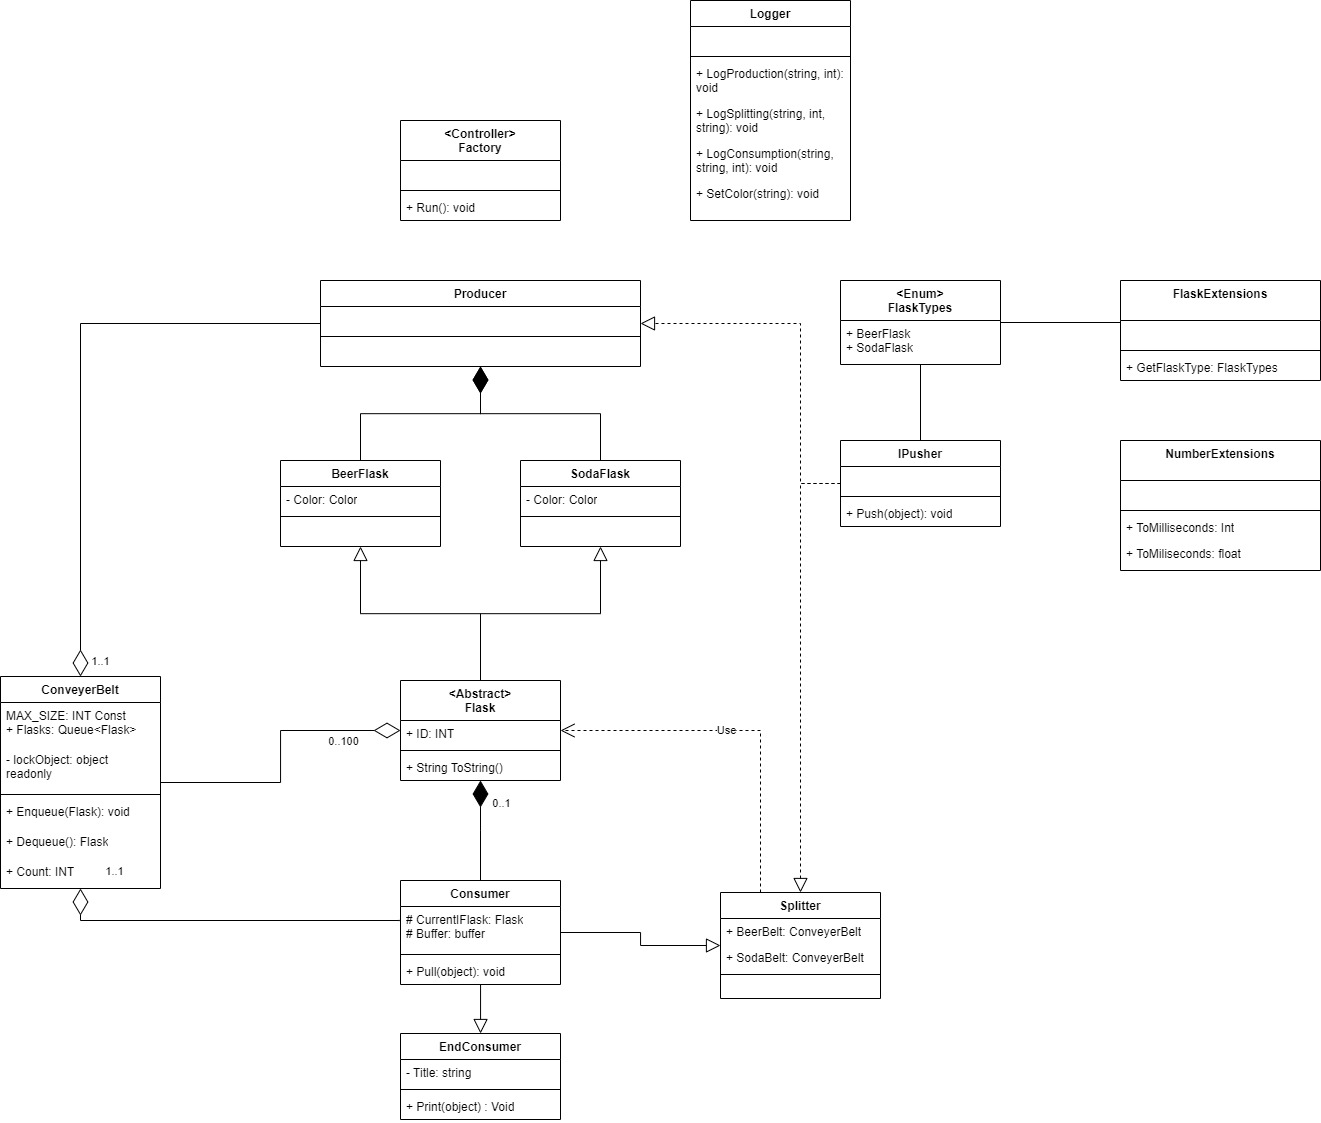 Logger
+ LogProduction(string, int):
void
+ LogSplitting(string, int,
string): void
+ LogConsumption(string,
string, int): void
+ SetColor(string): void
<Controller>
Factory
+ Run(): void
Producer
<Enum>
FlaskTypes
+ BeerFlask
+ SodaFlask
FlaskExtensions
+ GetFlaskType: FlaskTypes
BeerFlask
- Color: Color
SodaFlask
- Color: Color
IPusher
+ Push(object): void
NumberExtensions
+ ToMilliseconds: Int
+ ToMiliseconds: float
1..1
ConveyerBelt
MAX_SIZE: INT Const
+ Flasks: Queue<Flask>
- lockObject: object
readonly
+ Enqueue(Flask): void
+ Dequeue(): Flask
+ Count: INT
1..1
0..100
<Abstract>
Flask
+ ID: INT
+ String ToString()
Use
0..1
Consumer
# CurrentlFlask: Flask
# Buffer: buffer
+ Pull(object): void
Splitter
+ BeerBelt: ConveyerBelt
+ SodaBelt: ConveyerBelt
EndConsumer
- Title: string
+ Print(object) : Void